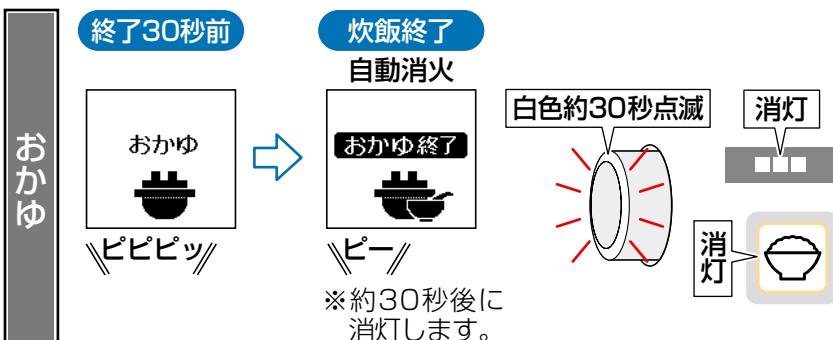 おかゆ
終了30秒前
おかゆ
ピピピッ
炊飯終了
自動消火
おかゆ終了
ピー
※約30秒後に
消灯します。
白色約30秒点滅
消灯
消灯